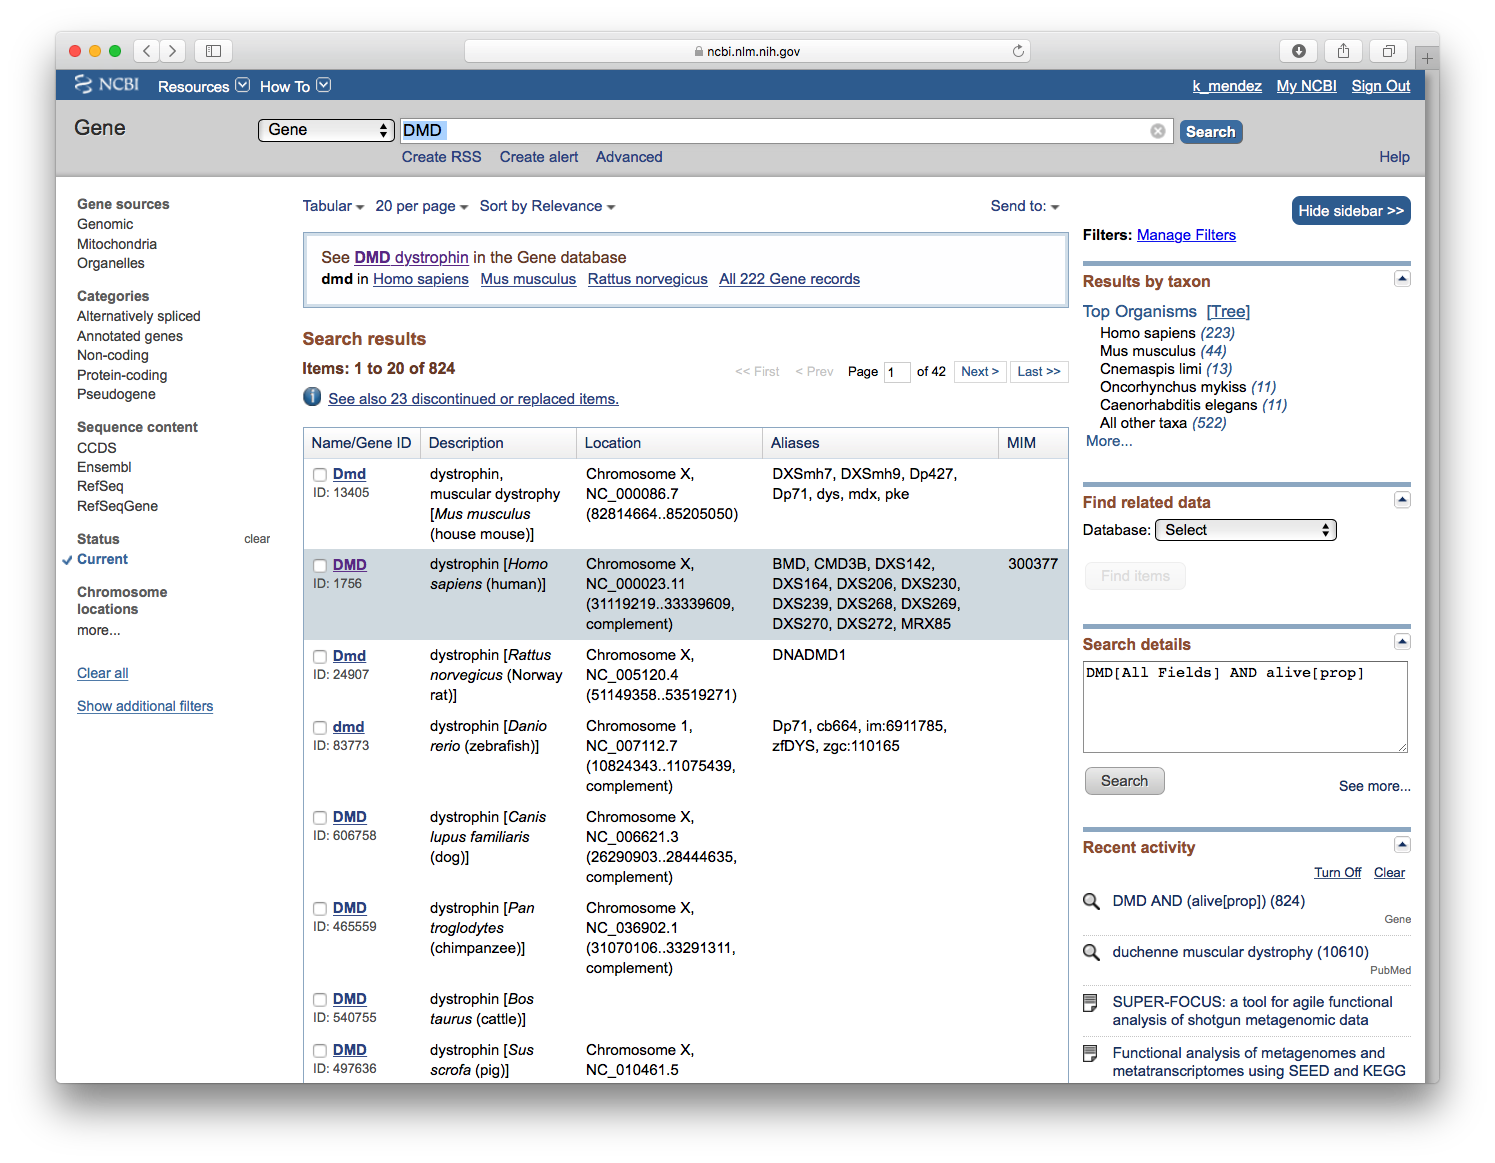 ncbi.nlm.nih.gov
NCBI Resources How To k_mendez My NCBI Sign Out
Gene Gene DMD Search
Create RSS Create alert Advanced Help
Gene sources
Genomic
Mitochondria
Organelles
Categories
Alternatively spliced
Annotated genes
Non-coding
Protein-coding
Pseudogene
Sequence content
CCDS
Ensembl
RefSeq
RefSeqGene
Status clear
Current
Chromosome
locations
more...
Clear all
Show additional filters
Tabular 20 per page Sort by Relevance Send to:
See DMD dystrophin in the Gene database
dmd in Homo sapiens Mus musculus Rattus norvegicus All 222 Gene records
Search results
Items: 1 to 20 of 824
<< First < Prev Page 1 of 42 Next > Last >>
See also 23 discontinued or replaced items.
Name/Gene ID Description Location Aliases MIM
Dmd
ID: 13405
dystrophin,
muscular dystrophy
[Mus musculus
(house mouse)]
Chromosome X,
NC_000086.7
(82814664..85205050)
DXSmh7, DXSmh9, Dp427,
Dp71, dys, mdx, pke
DMD
ID: 1756
dystrophin [Homo
sapiens (human)]
Chromosome X,
NC_000023.11
(31119219..33339609,
complement)
BMD, CMD3B, DXS142,
DXS164, DXS206, DXS230,
DXS239, DXS268, DXS269,
DXS270, DXS272, MRX85
300377
Dmd
ID: 24907
dystrophin [Rattus
norvegicus (Norway
rat)]
Chromosome X,
NC_005120.4
(51149358..53519271)
DNADMD1
dmd
ID: 83773
dystrophin [Danio
rerio (zebrafish)]
Chromosome 1,
NC_007112.7
(10824343..11075439,
complement)
Dp71, cb664, im:6911785,
zfDYS, zgc:110165
DMD
ID: 606758
dystrophin [Canis
lupus familiaris
(dog)]
Chromosome X,
NC_006621.3
(26290903..28444635,
complement)
DMD
ID: 465559
dystrophin [Pan
troglodytes
(chimpanzee)]
Chromosome X,
NC_036902.1
(31070106..33291311,
complement)
DMD
ID: 540755
dystrophin [Bos
taurus (cattle)]
DMD
ID: 497636
dystrophin [Sus
scrofa (pig)]
Chromosome X,
NC_010461.5
Hide sidebar >>
Filters: Manage Filters
Results by taxon
Top Organisms [Tree]
Homo sapiens (223)
Mus musculus (44)
Cnemaspis limi (13)
Oncorhynchus mykiss (11)
Caenorhabditis elegans (11)
All other taxa (522)
More...
Find related data
Database: Select
Find items
Search details
DMD[All Fields] AND alive[prop]
Search
See more...
Recent activity
Turn Off Clear
DMD AND (alive[prop]) (824)
Gene
duchenne muscular dystrophy (10610)
PubMed
SUPER-FOCUS: a tool for agile functional
analysis of shotgun metagenomic data
Functional analysis of metagenomes and
metatranscriptomes using SEED and KEGG